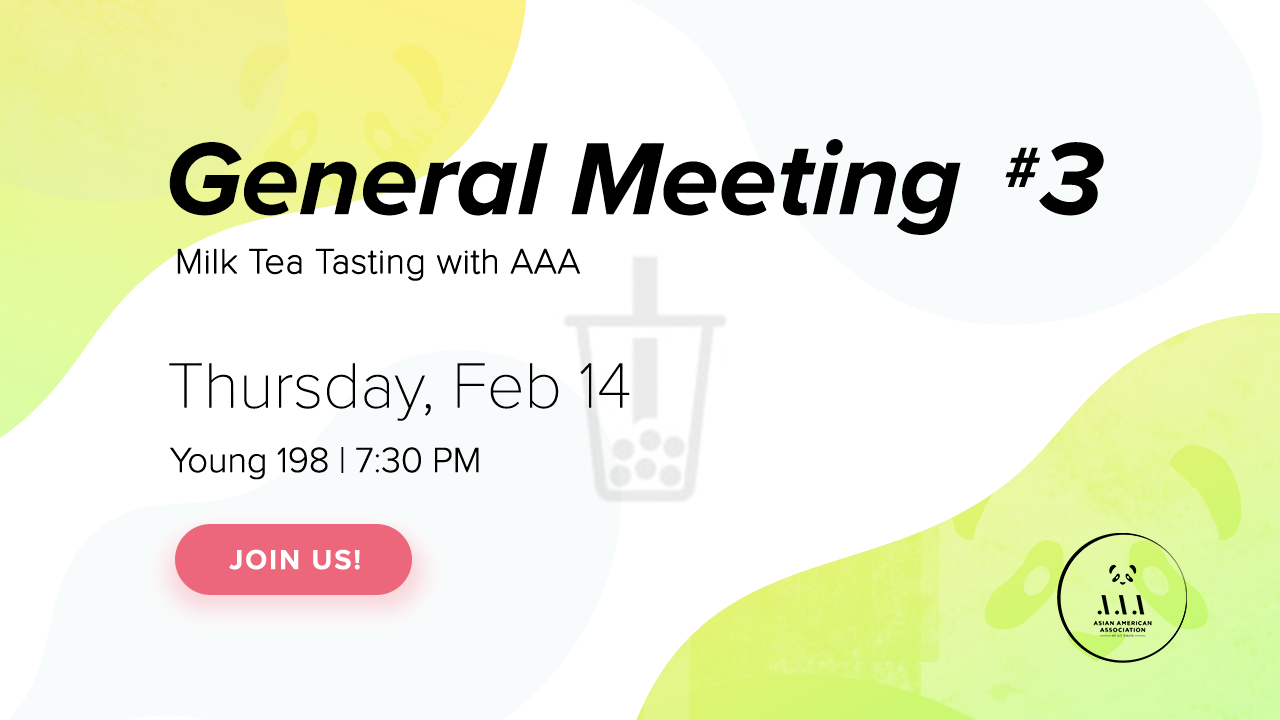 General Meeting #3
Milk Tea Tasting with AAA
Thursday, Feb 14
Young 198 | 7:30 PM
JOIN US!
A.A.A
ASIAN AMERICAN
ASSOCIATION